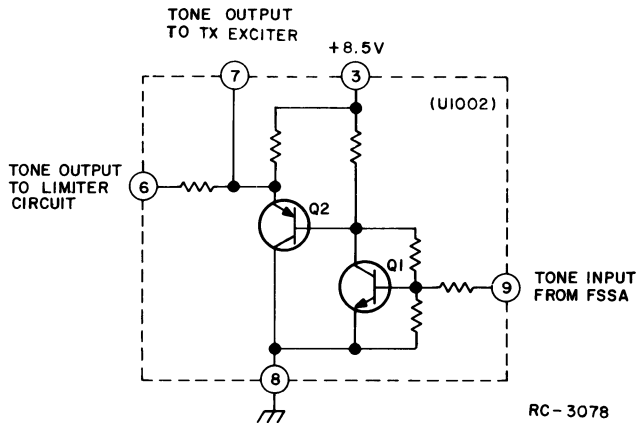 TONE OUTPUT
TO TX EXCITER
+8.5V
7
3
(U1002)
TONE OUTPUT
TO LIMITER
CIRCUIT
6
Q2
Q1
9
TONE INPUT
FROM FSSA
8
RC-3078